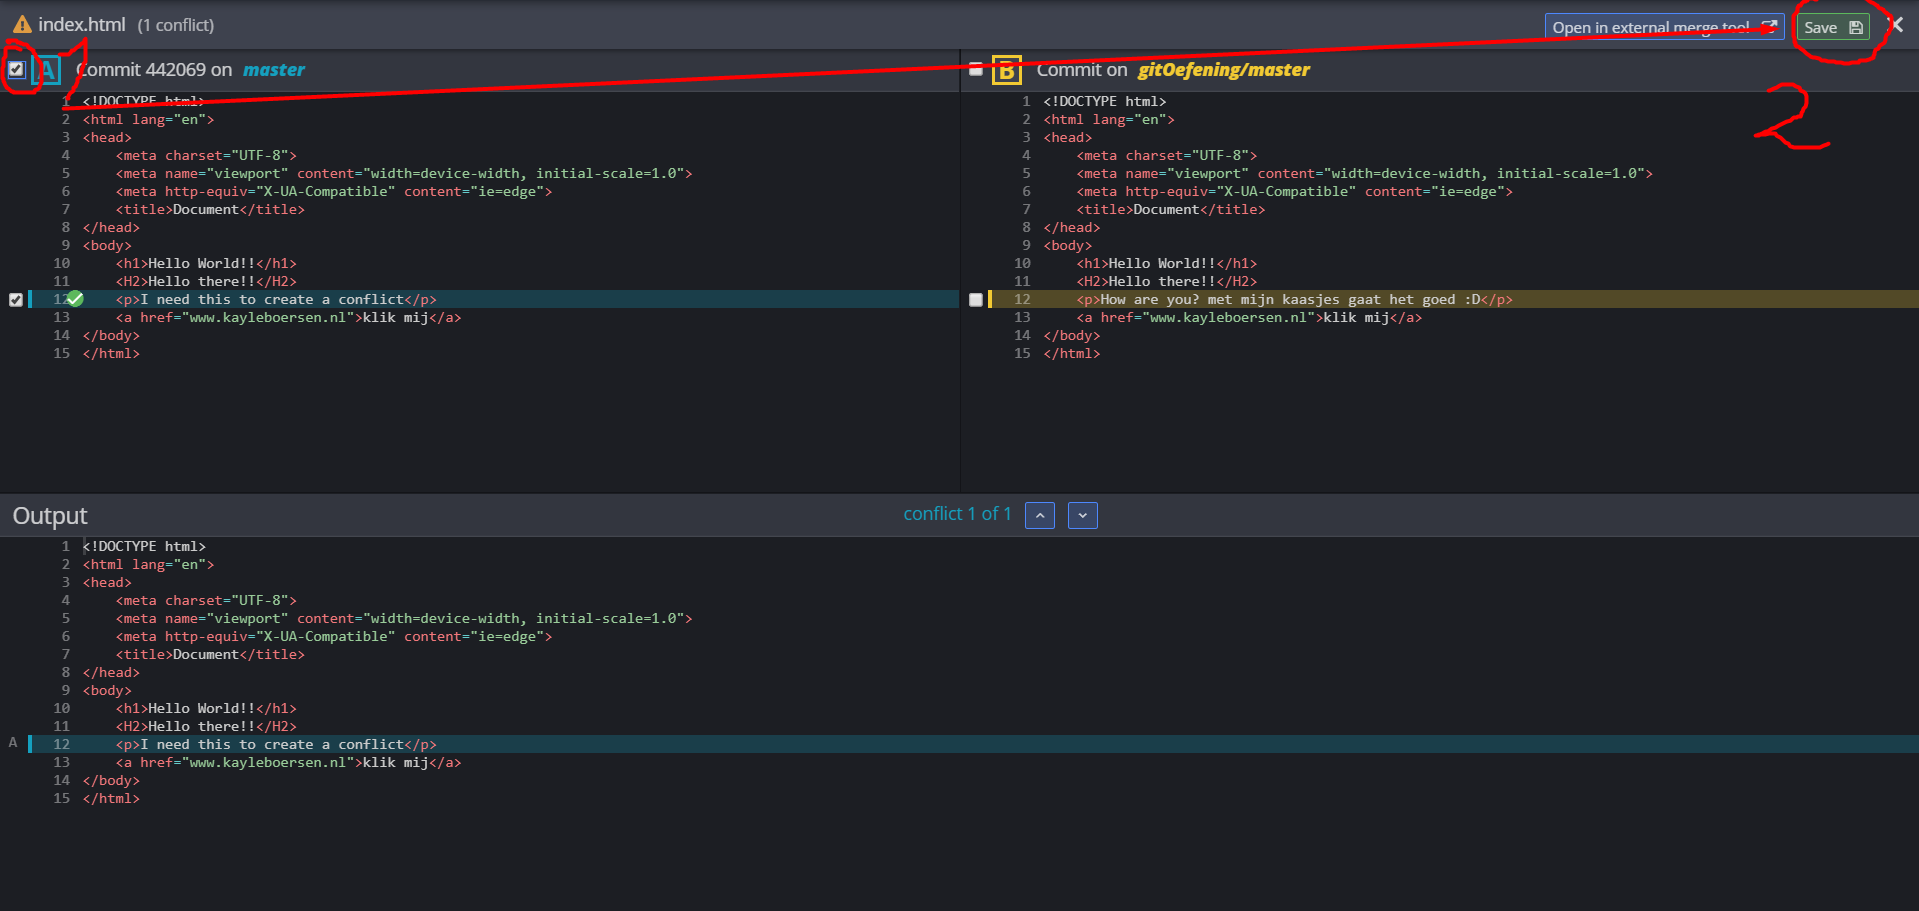 index.html (1 conflict)
Open in external merge tool
Save
1
A Commit 442069 on master
1 <!DOCTYPE html>
2 <html lang="en">
3 <head>
4 <meta charset="UTF-8">
5 <meta name="viewport" content="width=device-width, initial-scale=1.0">
6 <meta http-equiv="X-UA-Compatible" content="ie=edge">
7 <title>Document</title>
8 </head>
9 <body>
10 <h1>Hello World!!</h1>
11 <H2>Hello there!!</H2>
12 <p>I need this to create a conflict</p>
13 <a href="www.kayleboersen.nl">klik mij</a>
14 </body>
15 </html>
B Commit on gitOefening/master
2
1 <!DOCTYPE html>
2 <html lang="en">
3 <head>
4 <meta charset="UTF-8">
5 <meta name="viewport" content="width=device-width, initial-scale=1.0">
6 <meta http-equiv="X-UA-Compatible" content="ie=edge">
7 <title>Document</title>
8 </head>
9 <body>
10 <h1>Hello World!!</h1>
11 <H2>Hello there!!</H2>
12 <p>How are you? met mijn kaasjes gaat het goed :D</p>
13 <a href="www.kayleboersen.nl">klik mij</a>
14 </body>
15 </html>
Output
conflict 1 of 1
1 <!DOCTYPE html>
2 <html lang="en">
3 <head>
4 <meta charset="UTF-8">
5 <meta name="viewport" content="width=device-width, initial-scale=1.0">
6 <meta http-equiv="X-UA-Compatible" content="ie=edge">
7 <title>Document</title>
8 </head>
9 <body>
10 <h1>Hello World!!</h1>
11 <H2>Hello there!!</H2>
A 12 <p>I need this to create a conflict</p>
13 <a href="www.kayleboersen.nl">klik mij</a>
14 </body>
15 </html>